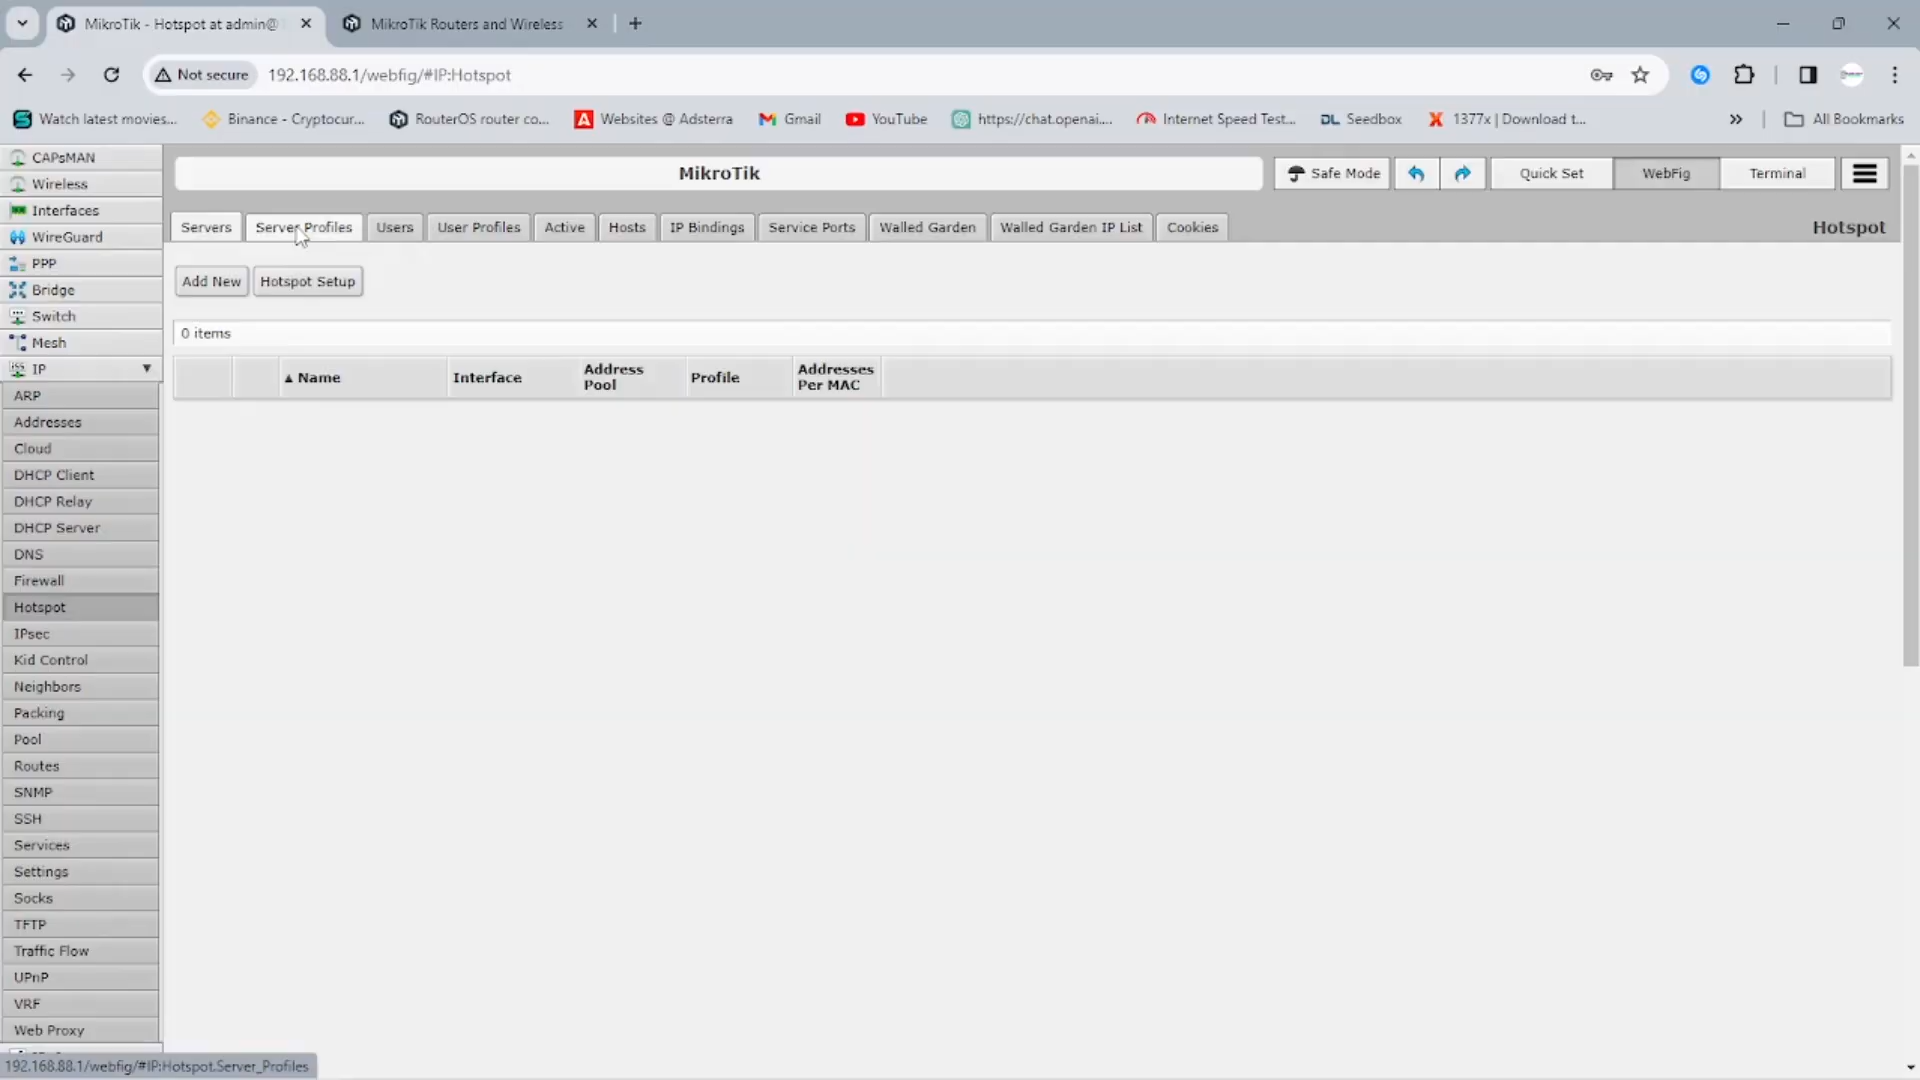 MikroTik - Hotspot at admin@
MikroTik Routers and Wireless
Not secure
192.168.88.1/webfig/#IP:Hotspot
Watch latest movies...
Binance - Cryptocur...
RouterOS router co...
Websites @ Adsterra
Gmail
YouTube
https://chat.openai....
Internet Speed Test...
DL Seedbox
1377x | Download t...
»
All Bookmarks
CAPsMAN
Wireless
Interfaces
WireGuard
PPP
Bridge
Switch
Mesh
IP
ARP
Addresses
Cloud
DHCP Client
DHCP Relay
DHCP Server
DNS
Firewall
Hotspot
IPsec
Kid Control
Neighbors
Packing
Pool
Routes
SNMP
SSH
Services
Settings
Socks
TFTP
Traffic Flow
UPnP
VRF
Web Proxy
MikroTik
Safe Mode
Quick Set
WebFig
Terminal
Servers
Server Profiles
Users
User Profiles
Active
Hosts
IP Bindings
Service Ports
Walled Garden
Walled Garden IP List
Cookies
Hotspot
Add New
Hotspot Setup
0 items
▲ Name
Interface
Address
Pool
Profile
Addresses
Per MAC
192.168.88.1/webfig/#IP:Hotspot.Server_Profiles